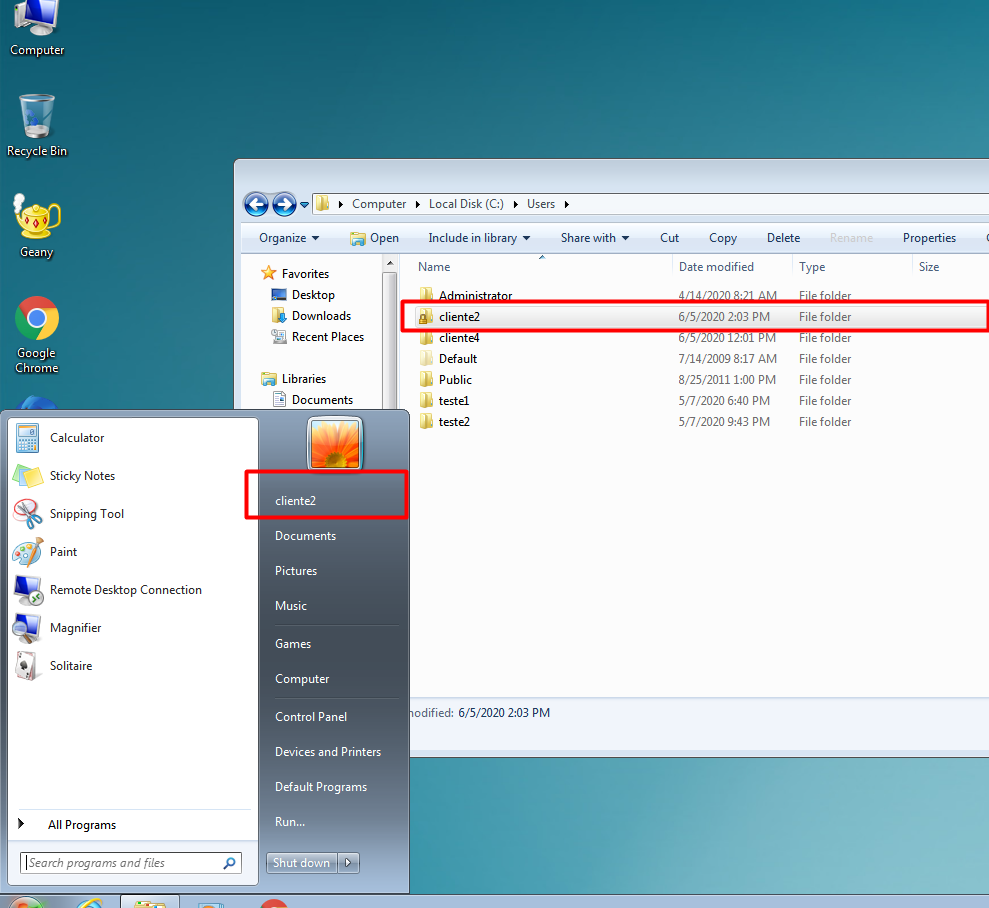 Computer
Recycle Bin
Geany
Google
Chrome
Computer Local Disk (C:) Users
Organize Open Include in library Share with Cut Copy Delete Rename Properties
Favorites
Desktop
Downloads
Recent Places
Libraries
Documents
Name Date modified Type Size
Administrator 4/14/2020 8:21 AM File folder
cliente2 6/5/2020 2:03 PM File folder
cliente4 6/5/2020 12:01 PM File folder
Default 7/14/2009 8:17 AM File folder
Public 8/25/2011 1:00 PM File folder
teste1 5/7/2020 6:40 PM File folder
teste2 5/7/2020 9:43 PM File folder
modified: 6/5/2020 2:03 PM
Calculator
Sticky Notes
Snipping Tool
Paint
Remote Desktop Connection
Magnifier
Solitaire
All Programs
Search programs and files
cliente2
Documents
Pictures
Music
Games
Computer
Control Panel
Devices and Printers
Default Programs
Run...
Shut down